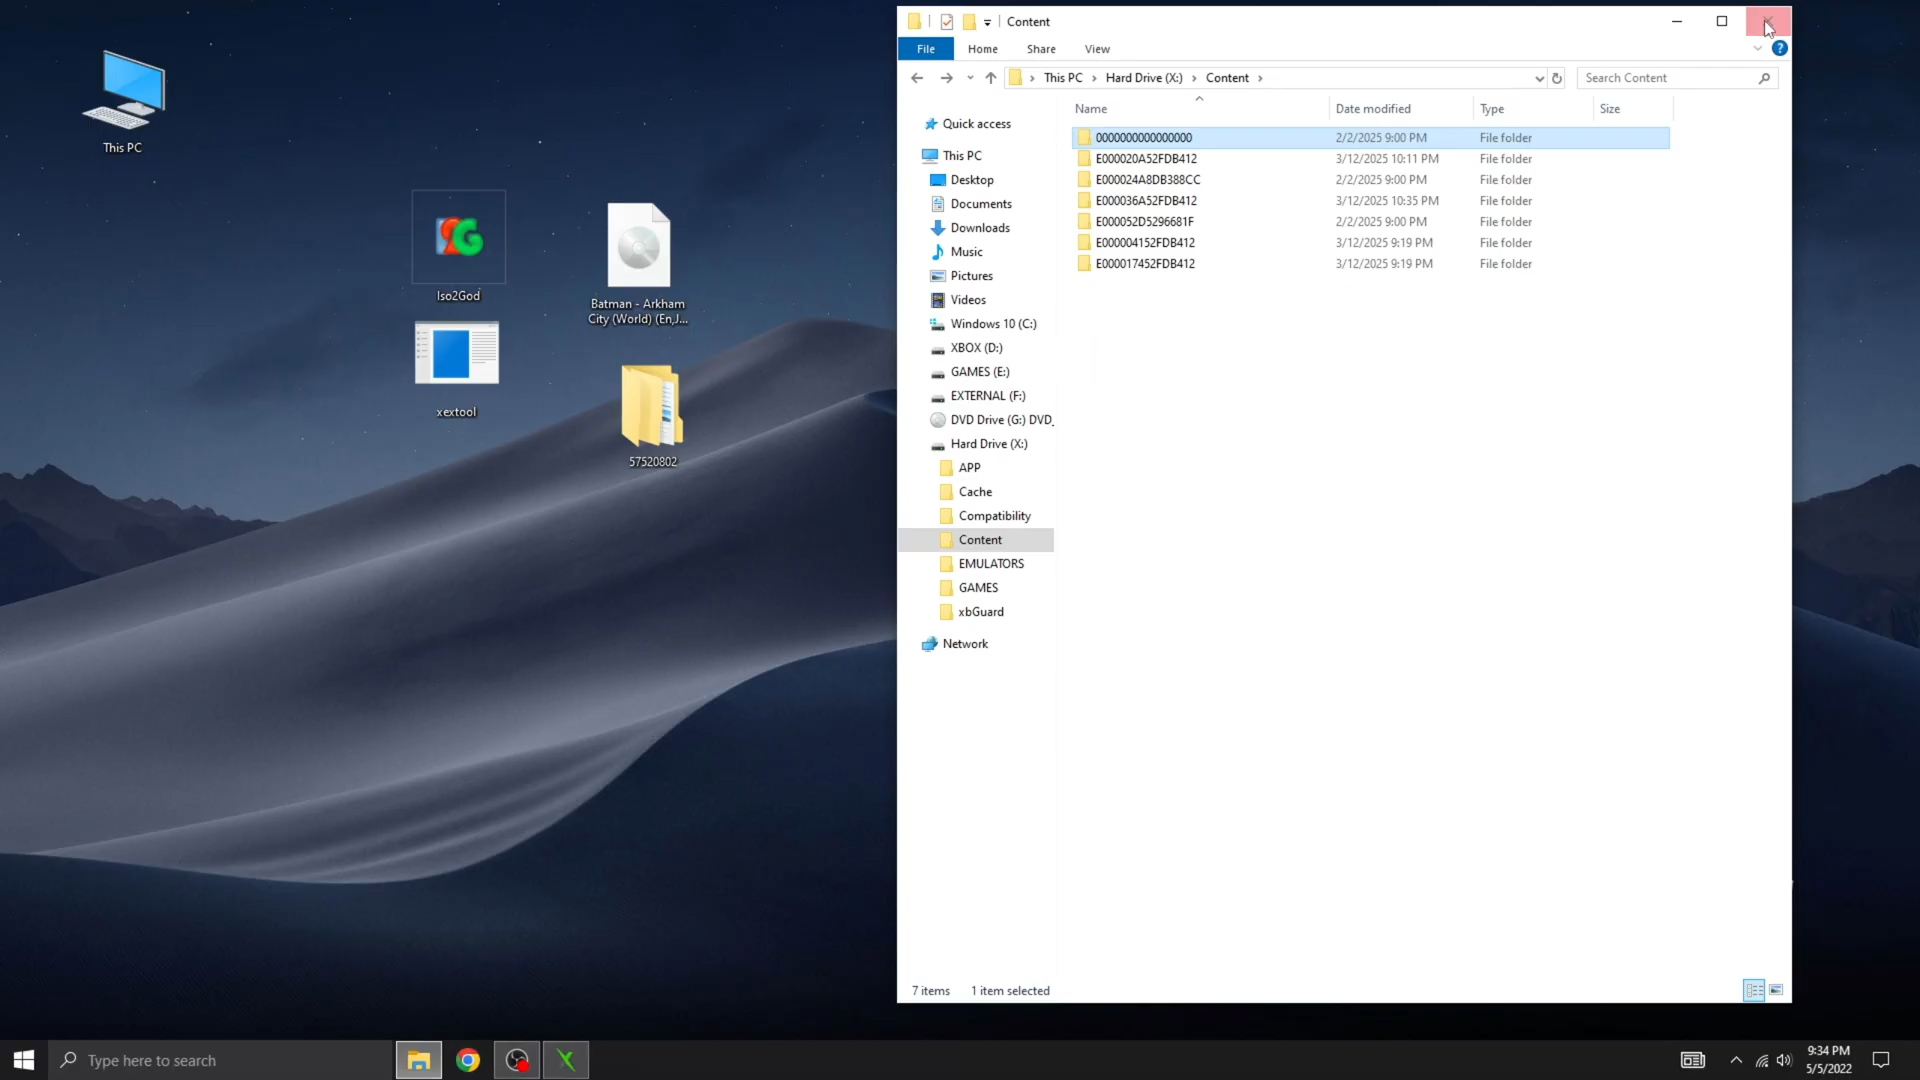 This PC
Iso2God
xextool
Batman - Arkham
City (World) (En,J...
57520802
Content
File Home Share View
This PC Hard Drive (X:) Content
Search Content
Name Date modified Type Size
0000000000000000 2/2/2025 9:00 PM File folder
E000020A52FDB412 3/12/2025 10:11 PM File folder
E000024A8DB388CC 2/2/2025 9:00 PM File folder
E000036A52FDB412 3/12/2025 10:35 PM File folder
E000052D5296681F 2/2/2025 9:00 PM File folder
E000004152FDB412 3/12/2025 9:19 PM File folder
E000017452FDB412 3/12/2025 9:19 PM File folder
Quick access
This PC
Desktop
Documents
Downloads
Music
Pictures
Videos
Windows 10 (C:)
XBOX (D:)
GAMES (E:)
EXTERNAL (F:)
DVD Drive (G:) DVD_
Hard Drive (X:)
APP
Cache
Compatibility
Content
EMULATORS
GAMES
xbGuard
Network
7 items 1 item selected
Type here to search
9:34 PM
5/5/2022